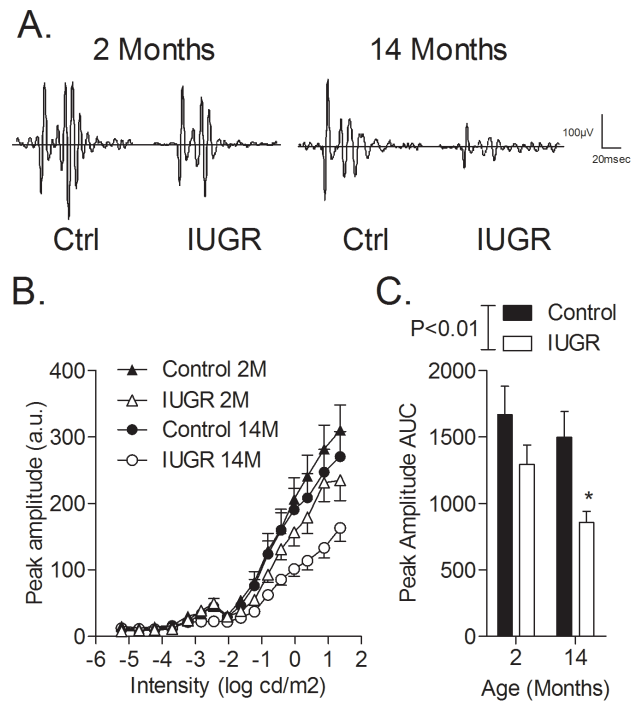 A.
2 Months 14 Months
100µV
20msec
Ctrl IUGR Ctrl IUGR
B.
Control 2M
IUGR 2M
Control 14M
IUGR 14M
Peak amplitude (a.u.)
400
300
200
100
0
-6 -5 -4 -3 -2 -1 0 1 2
Intensity (log cd/m2)
C.
P<0.01
Control
IUGR
Peak Amplitude AUC
2000
1500
1000
500
0
*
2 14
Age (Months)